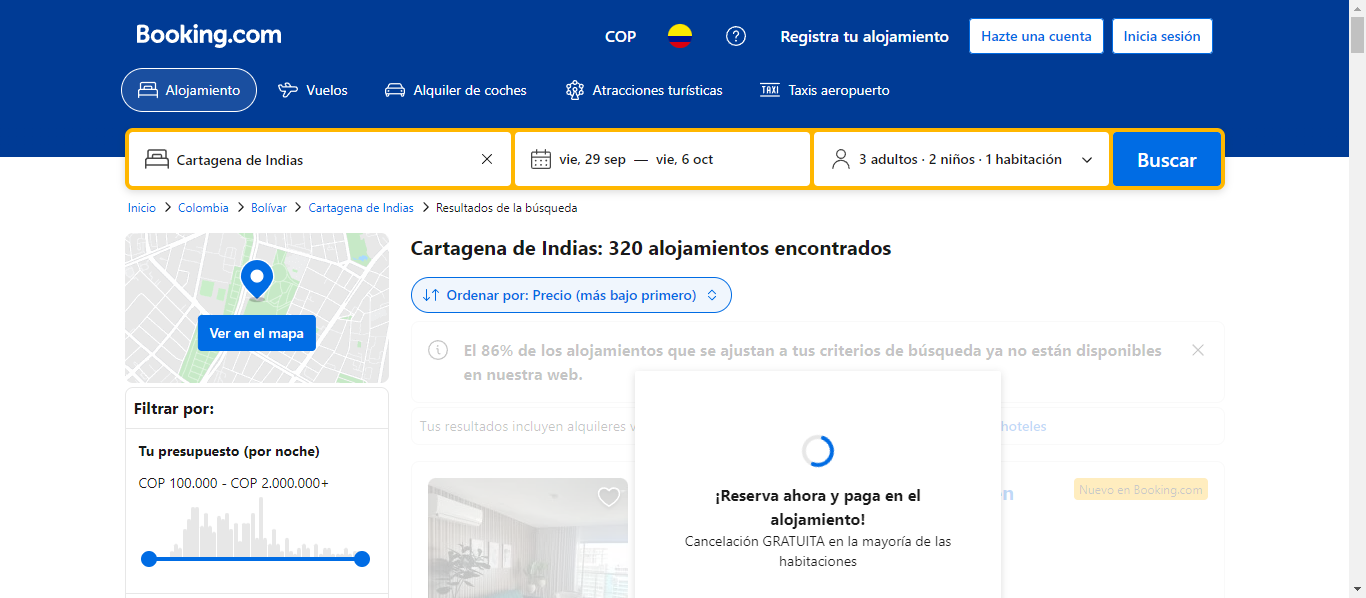 Booking.com
COP
Registra tu alojamiento
Hazte una cuenta
Inicia sesión
Alojamiento
Vuelos
Alquiler de coches
Atracciones turísticas
TAXI Taxis aeropuerto
Cartagena de Indias
vie, 29 sep — vie, 6 oct
3 adultos · 2 niños · 1 habitación
Buscar
Inicio > Colombia > Bolívar > Cartagena de Indias > Resultados de la búsqueda
Ver en el mapa
Filtrar por:
Tu presupuesto (por noche)
COP 100.000 - COP 2.000.000+
Cartagena de Indias: 320 alojamientos encontrados
Ordenar por: Precio (más bajo primero)
El 86% de los alojamientos que se ajustan a tus criterios de búsqueda ya no están disponibles
en nuestra web.
Tus resultados incluyen alquileres
hoteles
Nuevo en Booking.com
¡Reserva ahora y paga en el
alojamiento!
Cancelación GRATUITA en la mayoría de las
habitaciones